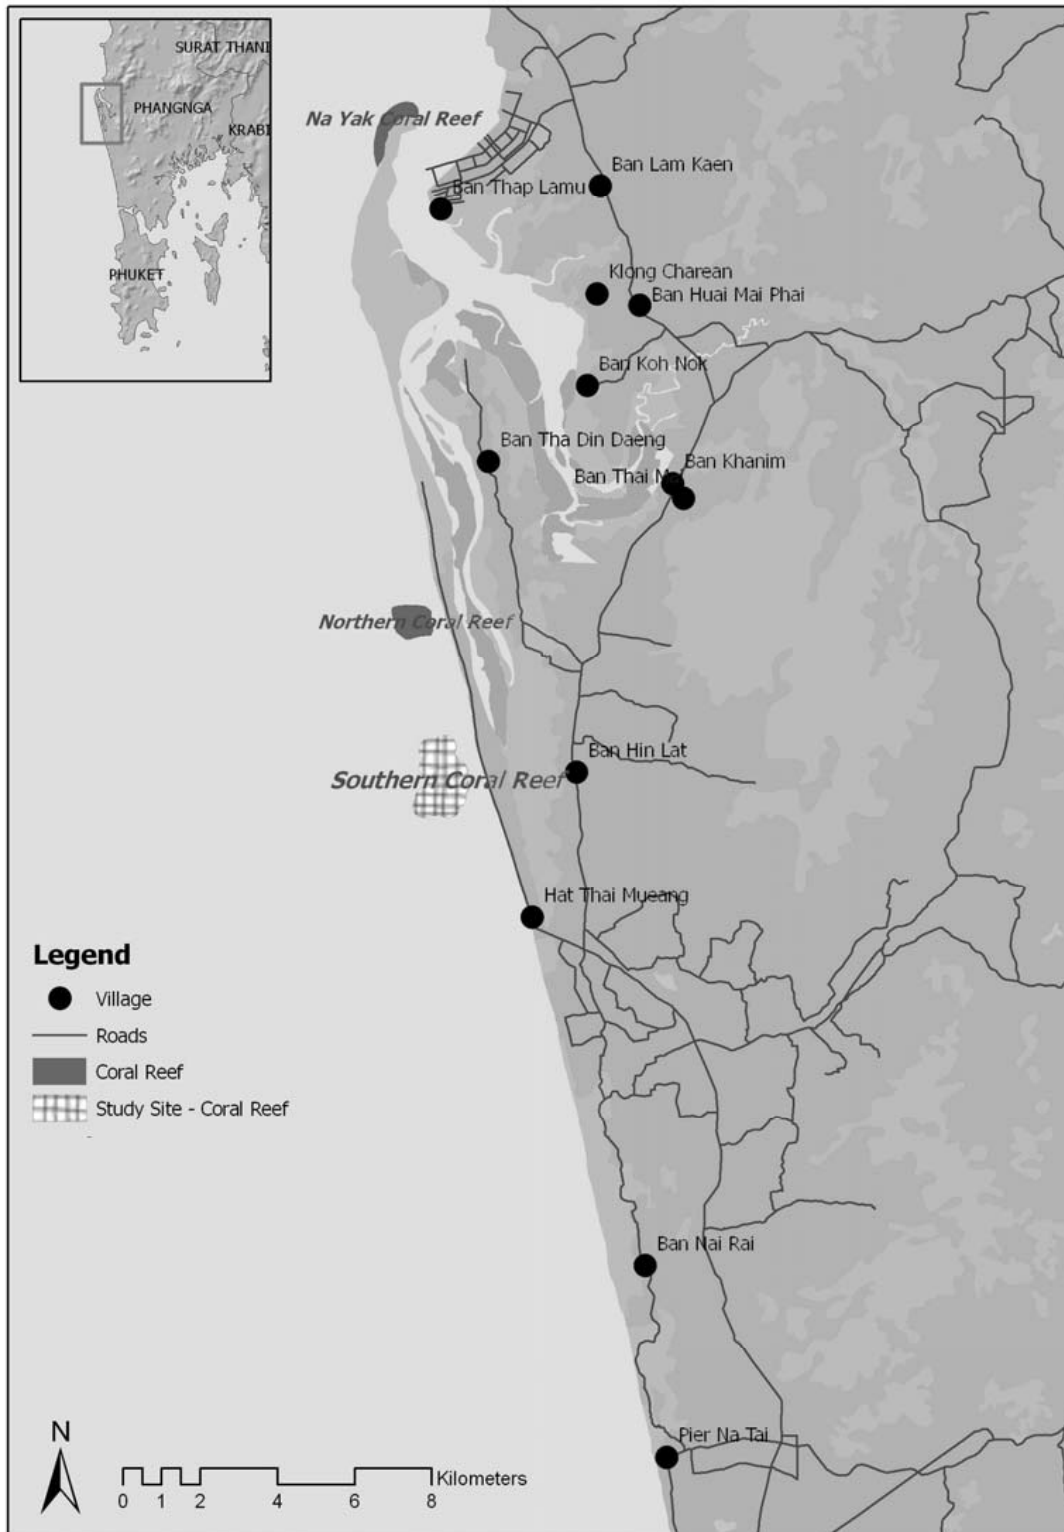 SURAT THANI
PHANGNGA
KRABI
PHUKET
Na Yak Coral Reef
Ban Lam Kaen
Ban Thap Lamu
Klong Charean
Ban Huai Mai Phai
Ban Koh Nok
Ban Tha Din Daeng
Ban Khanim
Ban Thai
Northern Coral Reef
Ban Hin Lat
Southern Coral Reef
Hat Thai Mueang
Legend
Village
Roads
Coral Reef
Study Site - Coral Reef
Ban Nai Rai
Pier Na Tai
N
Kilometers
0 1 2 4 6 8